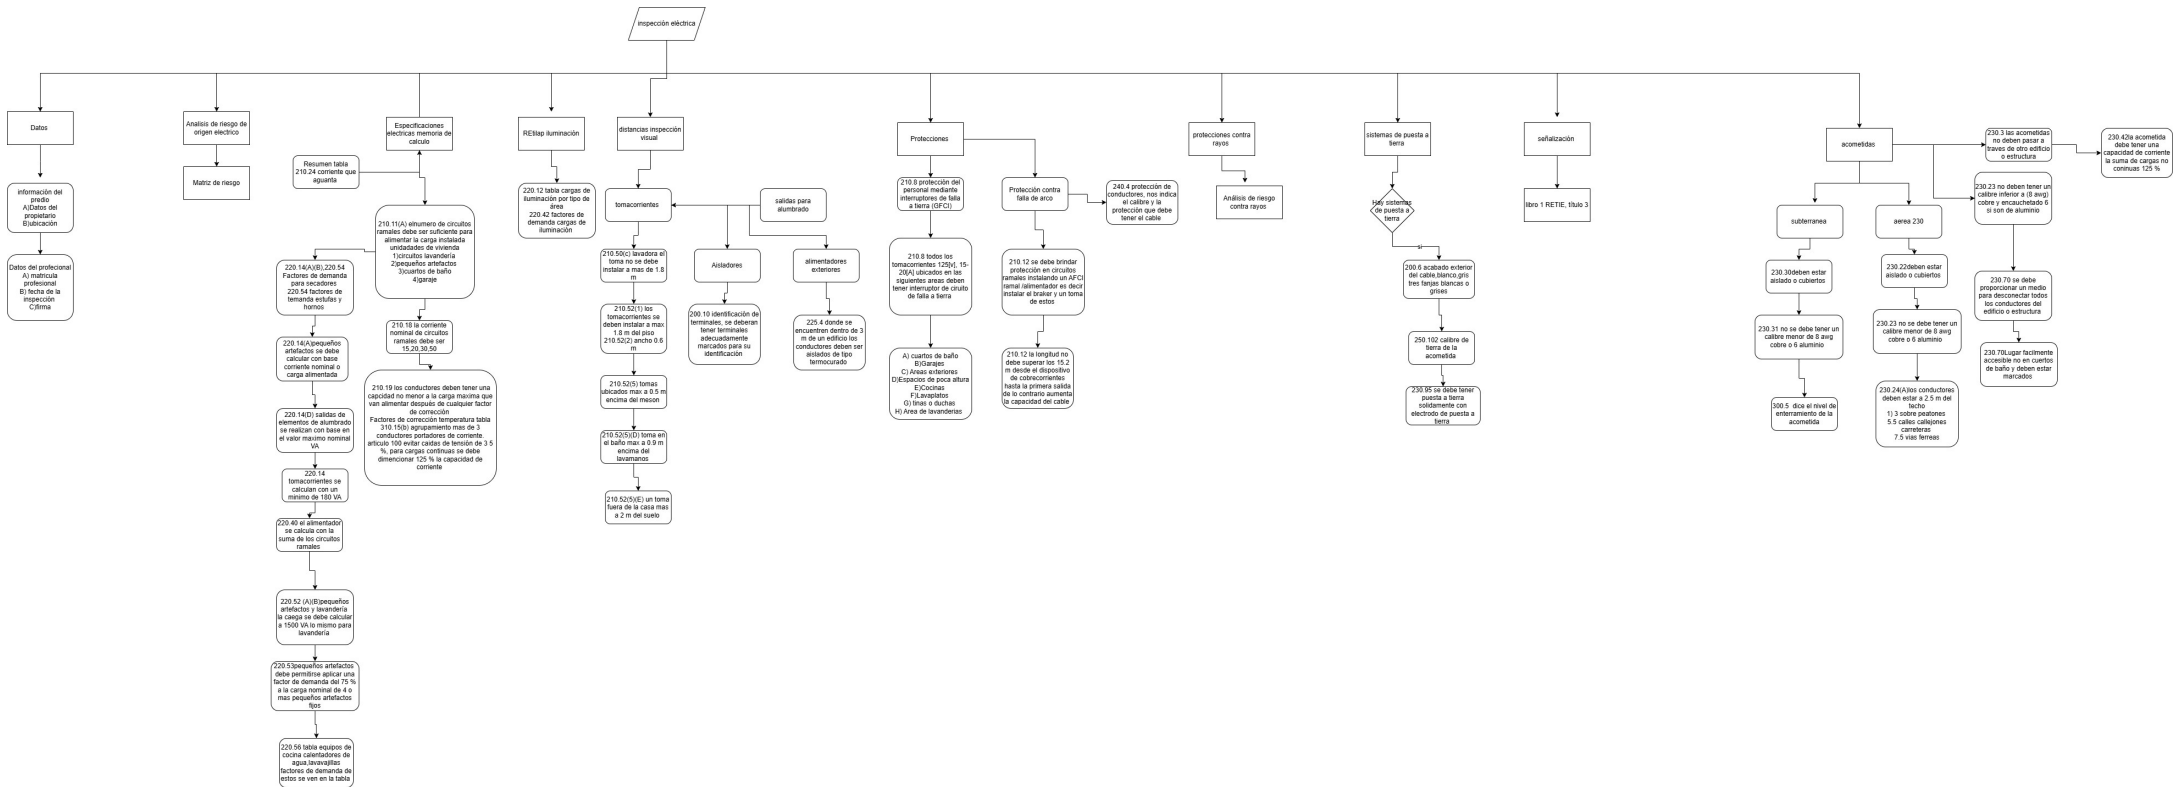 inspección eléctrica
Datos
información del
predio
A)Datos del
propietario
B)ubicación
Datos del profecional
A) matricula
profesional
B) fecha de la
inspección
C)firma
Analisis de riesgo de
origen electrico
Matriz de riesgo
Especificaciones
electricas memoria de
calculo
Resumen tabla
210.24 corriente que
aguanta
210.11(A) elnumero de circuitos
ramales debe ser suficiente para
alimentar la carga instalada
unidadades de vivienda
1)circuitos lavandería
2)pequeños artefactos
3)cuartos de baño
4)garaje
220.14(A)(B),220.54
Factores de demanda
para secadores
220.54 factores de
temanda estufas y
hornos
220.14(A)pequeños
artefactos se debe
calcular con base
corriente nominal o
carga alimentada
220.14(D) salidas de
elementos de alumbrado
se realizan con base en
el valor maximo nominal
VA
220.14
tomacorrientes se
calculan con un
minimo de 180 VA
220.40 el alimentador
se calcula con la
suma de los circuitos
ramales
220.52 (A)(B)pequeños
artefactos y lavandería
la caega se debe calcular
a 1500 VA lo mismo para
lavandería
220.53pequeños artefactos
debe permitirse aplicar una
factor de demanda del 75 %
a la carga nominal de 4 o
mas pequeños artefactos
fijos
220.56 tabla equipos de
cocina calentadores de
agua,lavavajillas
factores de demanda de
estos se ven en la tabla
210.18 la corriente
nominal de circuitos
ramales debe ser
15,20,30,50
210.19 los conductores deben tener una
capcidad no menor a la carga maxima que
van alimentar después de cualquier factor
de corrección
Factores de corrección temperatura tabla
310.15(b) agrupamiento mas de 3
conductores portadores de corriente.
articulo 100 evitar caidas de tensión de 3 5
%, para cargas continuas se debe
dimencionar 125 % la capacidad de
corriente
REtilap iluminación
220.12 tabla cargas de
iluminación por tipo de
área
220.42 factores de
demanda cargas de
iluminación
distancias inspección
visual
tomacorrientes
salidas para
alumbrado
210.50(c) lavadora el
toma no se debe
instalar a mas de 1.8
m
210.52(1) los
tomacorrientes se
deben instalar a max
1.8 m del piso
210.52(2) ancho 0.6
m
210.52(5) tomas
ubicados max a 0.5 m
encima del meson
210.52(5)(D) toma en
el baño max a 0.9 m
encima del
lavamanos
210.52(5)(E) un toma
fuera de la casa mas
a 2 m del suelo
Aistadores
200.10 identificación de
terminales, se deberan
tener terminales
adecuadamente
marcados para su
identificación
alimentadores
exteriores
225.4 donde se
encuentren dentro de 3
m de un edificio los
conductores deben ser
aislados de tipo
termocurado
Protecciones
210.8 protección del
personal mediante
interruptores de falla
a tierra (GFCI)
210.8 todos los
tomacorrientes 125[v], 15-
20[A] ubicados en las
siguientes areas deben
tener interruptor de ciruito
de falla a tierra
A) cuartos de baño
B)Garajes
C) Areas exteriores
D)Espacios de poca altura
E)Cocinas
F)Lavaplatos
G) tinas o duchas
H) Area de lavanderias
Protección contra
falla de arco
240.4 protección de
conductores, nos indica
el calibre y la
protección que debe
tener el cable
210.12 se debe brindar
protección en circuitos
ramales instalando un AFCI
ramal /alimentador es decir
instalar el braker y un toma
de estos
210.12 la longitud no
debe superar los 15.2
m desde el dispositivo
de cobrecorrientes
hasta la primera salida
de lo contrario aumenta
la capacidad del cable
protecciones contra
rayos
Análisis de riesgo
contra rayos
sistemas de puesta a
tierra
Hay sistemas
de puesta a
tierra
si
200.6 acabado exterior
del cable,blanco,gris
tres fanjas blancas o
grises
250.102 calibre de
tierra de la
acometida
230.95 se debe tener
puesta a tierra
solidamente con
electrodo de puesta a
tierra
señalización
libro 1 RETIE, título 3
acometidas
230.3 las acometidas
no deben pasar a
traves de otro edificio
o estructura
230.42la acometida
debe tener una
capacidad de corriente
la suma de cargas no
coninuas 125 %
230.23 no deben tener un
calibre inferior a (8 awg)
cobre y encauchetado 6
si son de aluminio
230.70 se debe
proporcionar un medio
para desconectar todos
los conductores del
edificio o estructura
230.70Lugar facilmente
accesible no en cuertos
de baño y deben estar
marcados
subterranea
230.30deben estar
aislado o cubiertos
230.31 no se debe tener un
calibre menor de 8 awg
cobre o 6 aluminio
300.5  dice el nivel de
enterramiento de la
acometida
aerea 230
230.22deben estar
aislados o cubiertos
230.23 no se debe tener un
calibre menor de 8 awg
cobre o 6 aluminio
230.24(A)los conductores
deben estar a 2.5 m del
techo
1) 3 sobre peatones
5.5 calles callejones
carreteras
7.5 vias ferreas